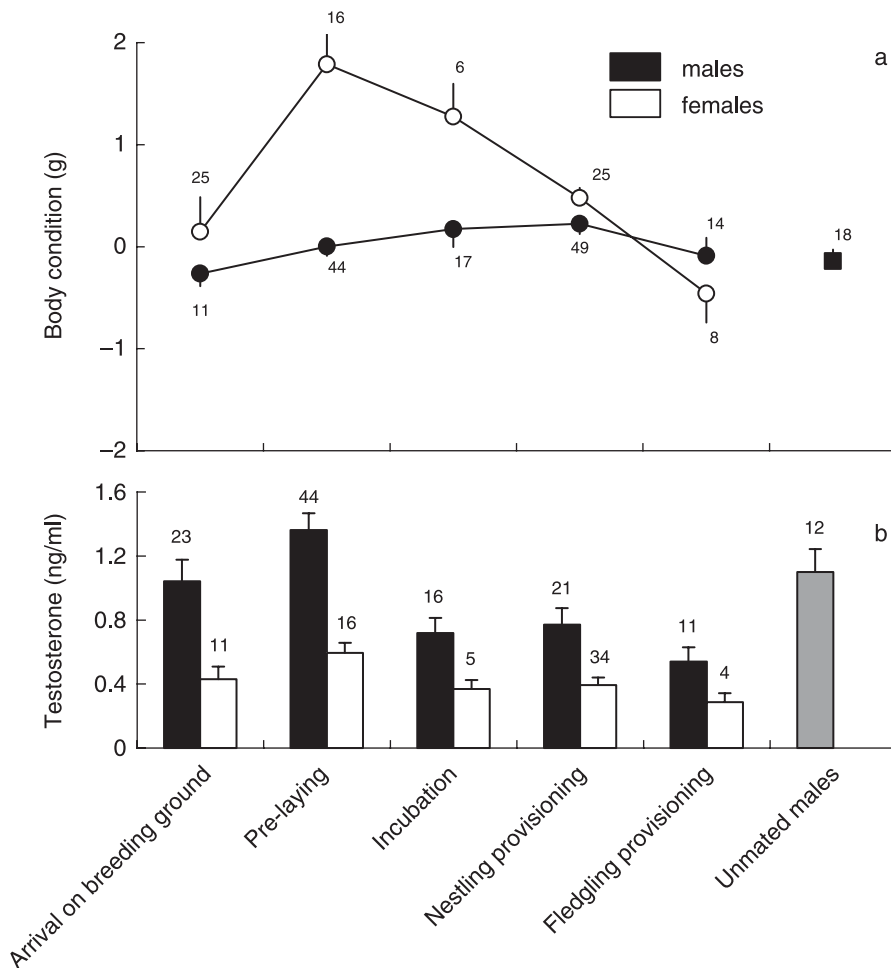 2
1
0
−1
−2
Body condition (g)
25
16
6
25
14
18
11
44
17
49
8
males
females
a
1.6
1.2
0.8
0.4
0
Testosterone (ng/ml)
23
11
44
16
16
5
21
34
11
4
12
b
Arrival on breeding ground
Pre-laying
Incubation
Nestling provisioning
Fledgling provisioning
Unmated males